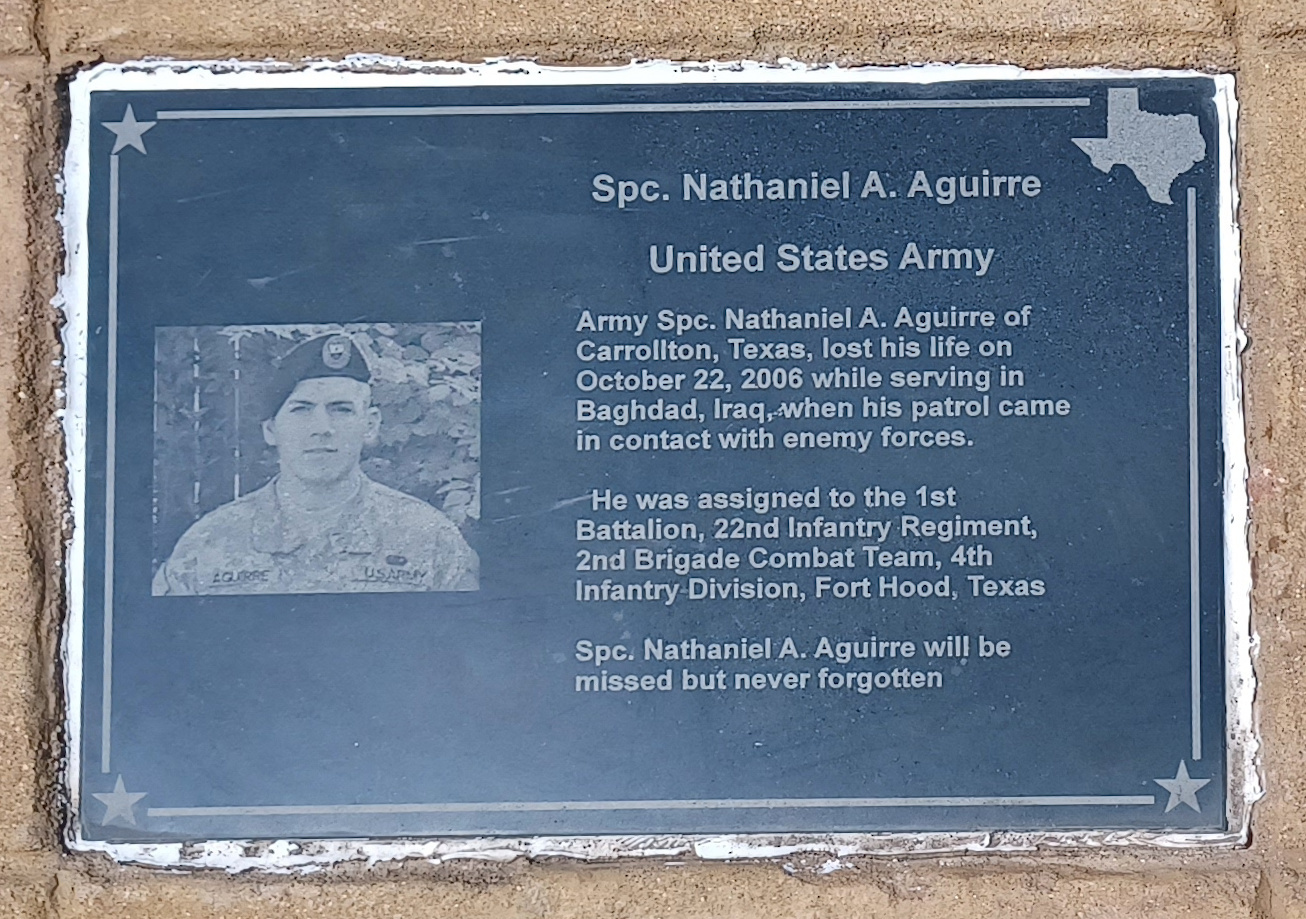 Spc. Nathaniel A. Aguirre
United States Army
Army Spc. Nathaniel A. Aguirre of
Carrollton, Texas, lost his life on
October 22, 2006 while serving in
Baghdad, Iraq, when his patrol came
in contact with enemy forces.
He was assigned to the 1st
Battalion, 22nd Infantry Regiment,
2nd Brigade Combat Team, 4th
Infantry Division, Fort Hood, Texas
Spc. Nathaniel A. Aguirre will be
missed but never forgotten
AGUIRRE U.S. ARMY